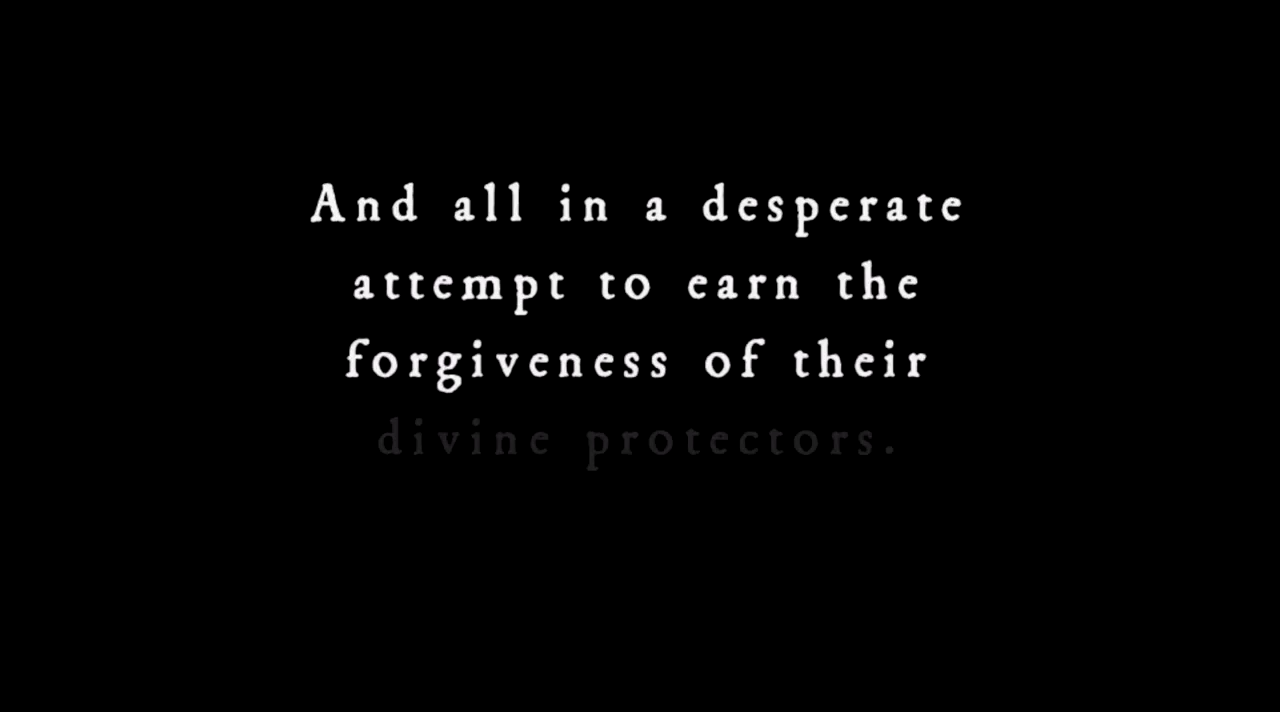 And all in a desperate
attempt to earn the
forgiveness of their
divine protectors.